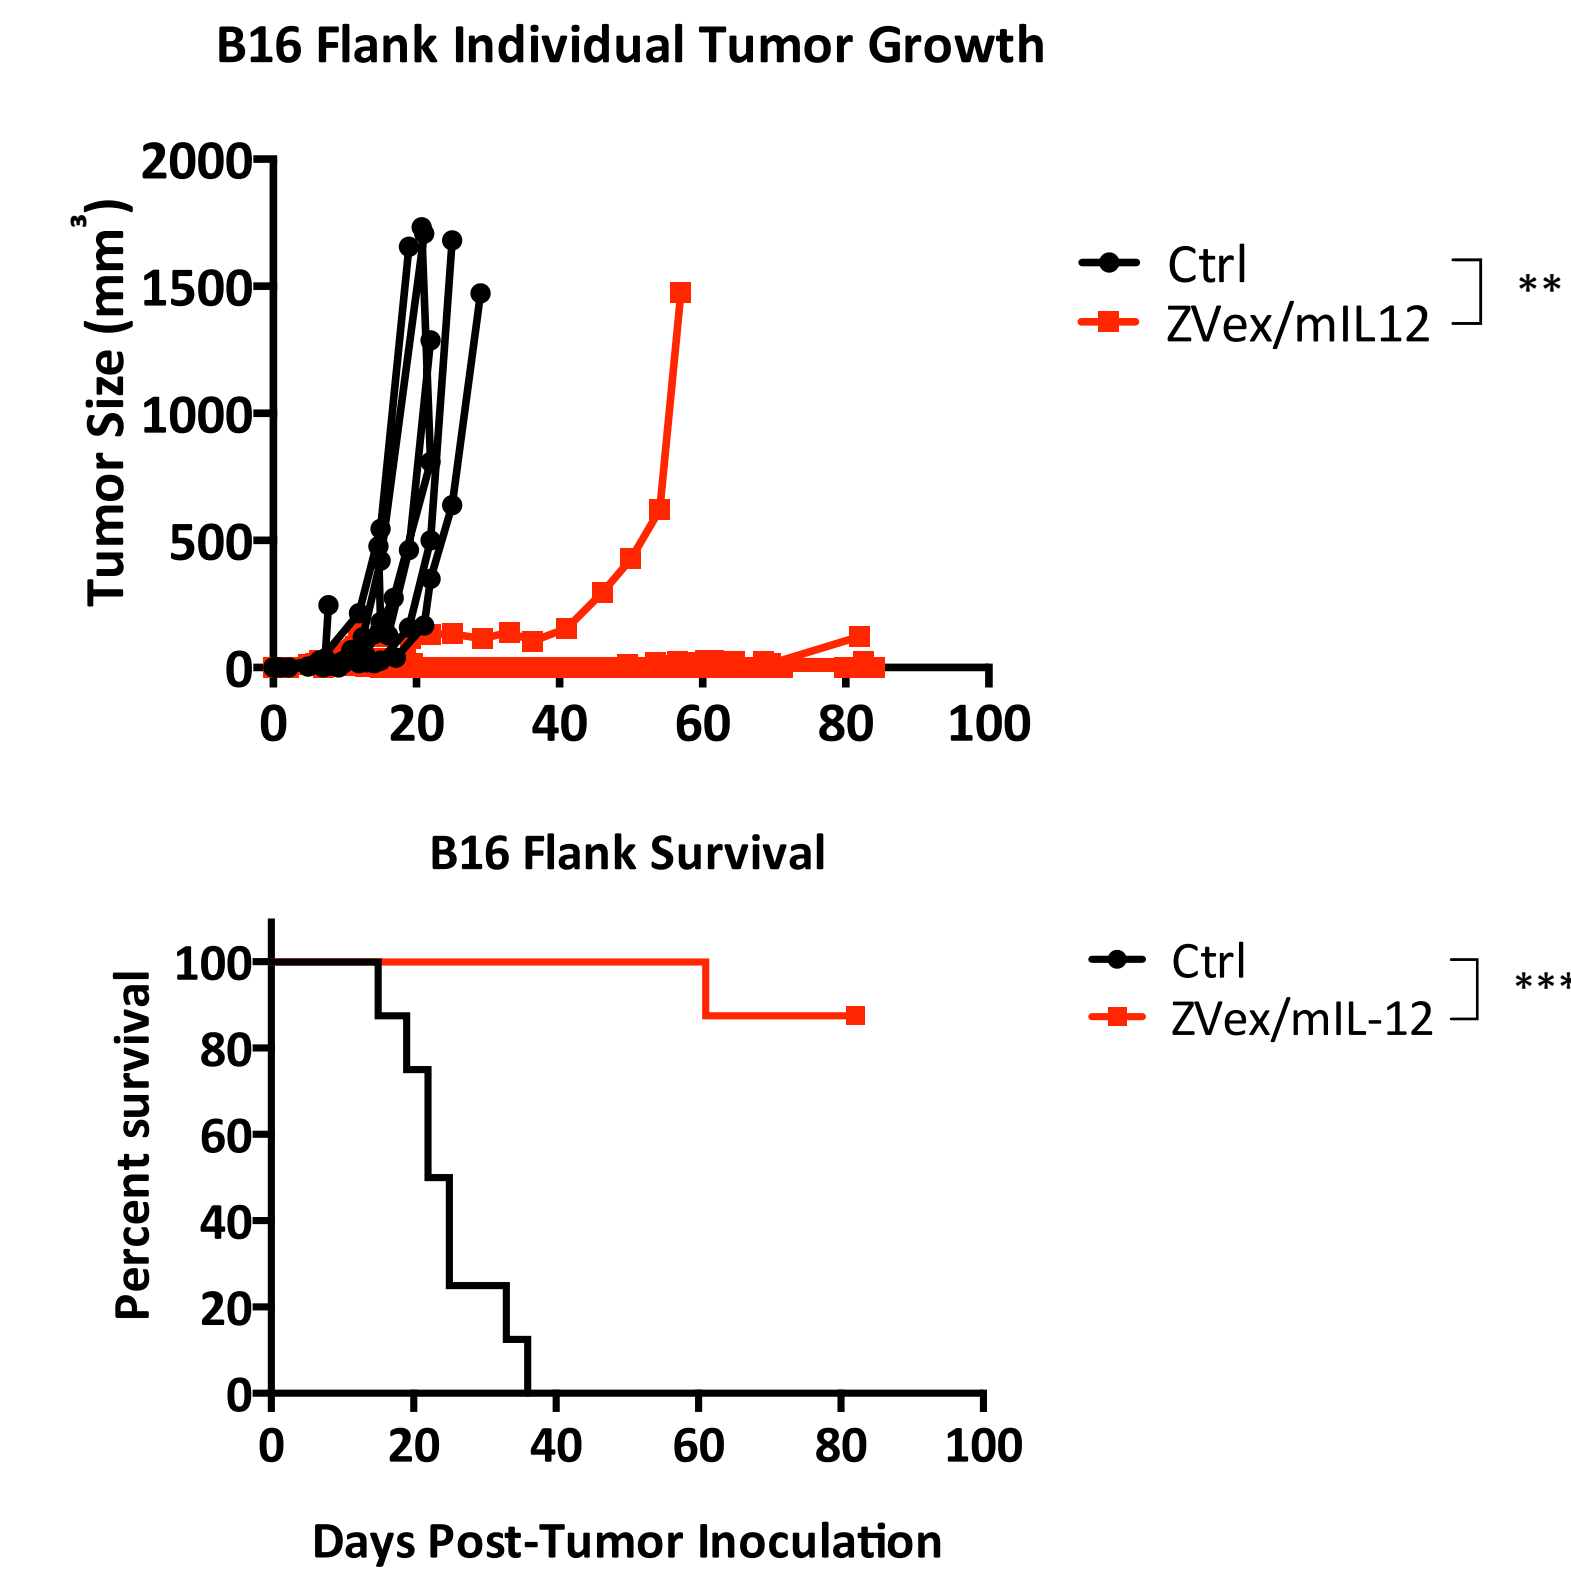 B16 Flank Individual Tumor Growth
Tumor Size (mm³)
2000
1500
1000
500
0
0 20 40 60 80 100
Ctrl
ZVex/mIL12
**
B16 Flank Survival
Percent survival
100
80
60
40
20
0
0 20 40 60 80 100
Ctrl
ZVex/mIL-12
***
Days Post-Tumor Inoculation